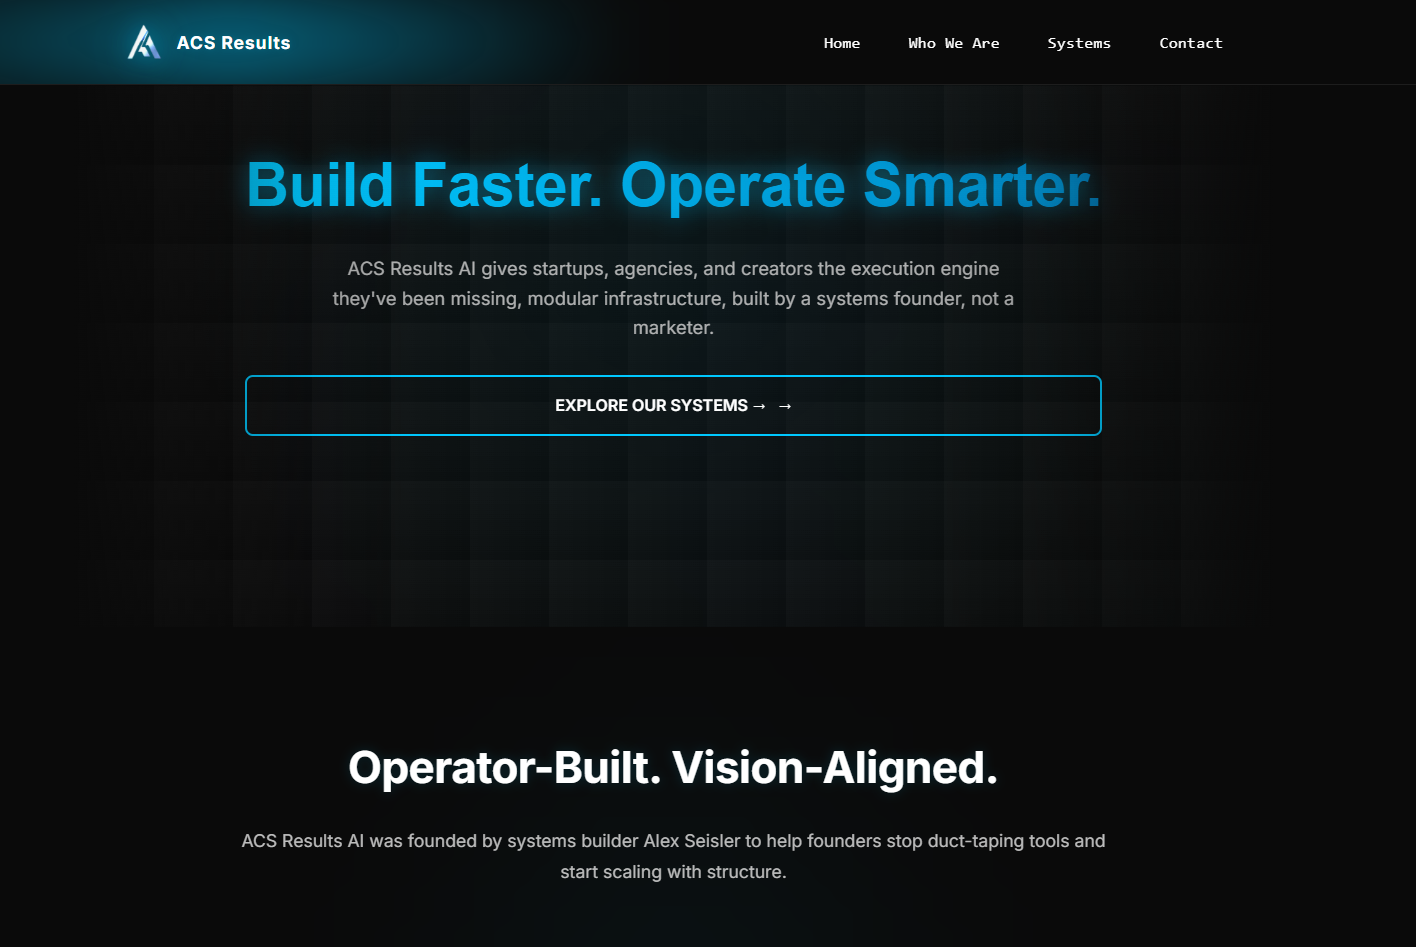 ACS Results
Home Who We Are Systems Contact
Build Faster. Operate Smarter.
ACS Results AI gives startups, agencies, and creators the execution engine
they've been missing, modular infrastructure, built by a systems founder, not a
marketer.
EXPLORE OUR SYSTEMS → →
Operator-Built. Vision-Aligned.
ACS Results AI was founded by systems builder Alex Seisler to help founders stop duct-taping tools and
start scaling with structure.